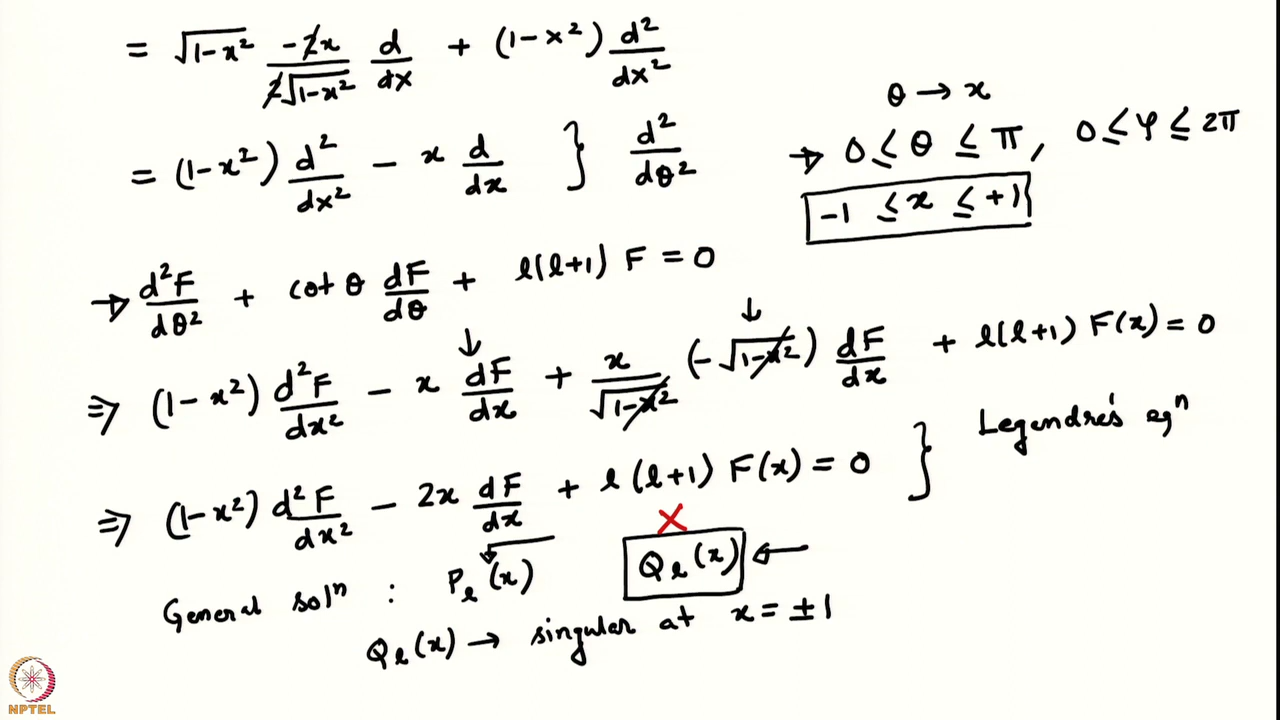 = √(1-x²) (-2x)/(2√(1-x²)) d/dx + (1-x²) d²/dx²
θ → x
= (1-x²) d²/dx² - x d/dx } d²/dθ²
→ 0 ≤ θ ≤ π, 0 ≤ φ ≤ 2π
-1 ≤ x ≤ +1
→ d²F/dθ² + cot θ dF/dθ + l(l+1) F = 0
⇒ (1-x²) d²F/dx² - x dF/dx + x/√(1-x²) (-√(1-x²)) dF/dx + l(l+1) F(x) = 0
⇒ (1-x²) d²F/dx² - 2x dF/dx + l(l+1) F(x) = 0 } Legendre's eqⁿ
General solⁿ : P_l(x) Q_l(x) ←
Q_l(x) → singular at x = ±1
NPTEL